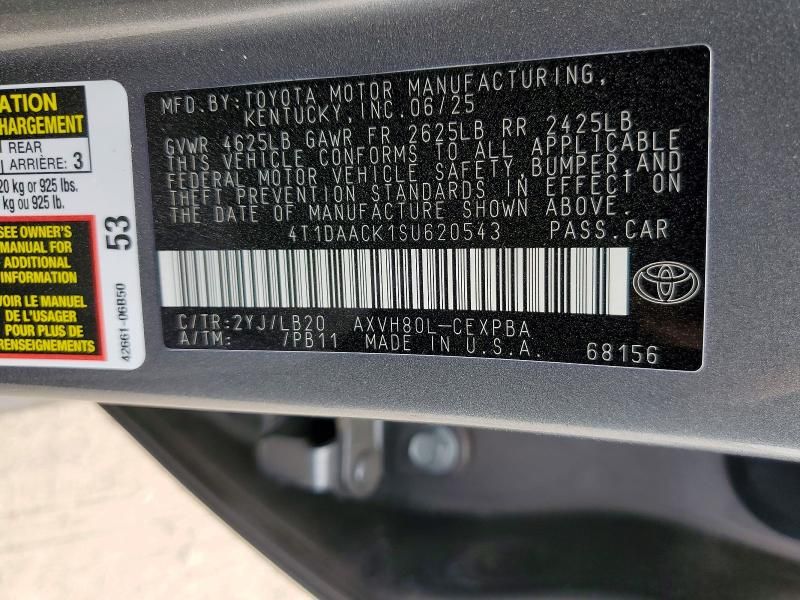 ATION
HARGEMENT
REAR
ARRIÈRE: 3
20 kg or 925 lbs.
kg ou 925 lb.
SEE OWNER'S
MANUAL FOR
ADDITIONAL
INFORMATION
VOIR LE MANUEL
DE L'USAGER
POUR PLUS DE
RENSEIGNEMENTS
53
42661-06B50
MFD.BY:TOYOTA MOTOR MANUFACTURING,
KENTUCKY,INC.06/25
GVWR 4625LB GAWR FR 2625LB RR 2425LB
THIS VEHICLE CONFORMS TO ALL APPLICABLE
FEDERAL MOTOR VEHICLE SAFETY,BUMPER,AND
THEFT PREVENTION STANDARDS IN EFFECT ON
THE DATE OF MANUFACTURE SHOWN ABOVE.
4T1DAACK1SU620543 PASS.CAR
C/TR:2YJ/LB20 AXVH80L-CEXPBA
A/TM: /PB11 MADE IN U.S.A. 68156